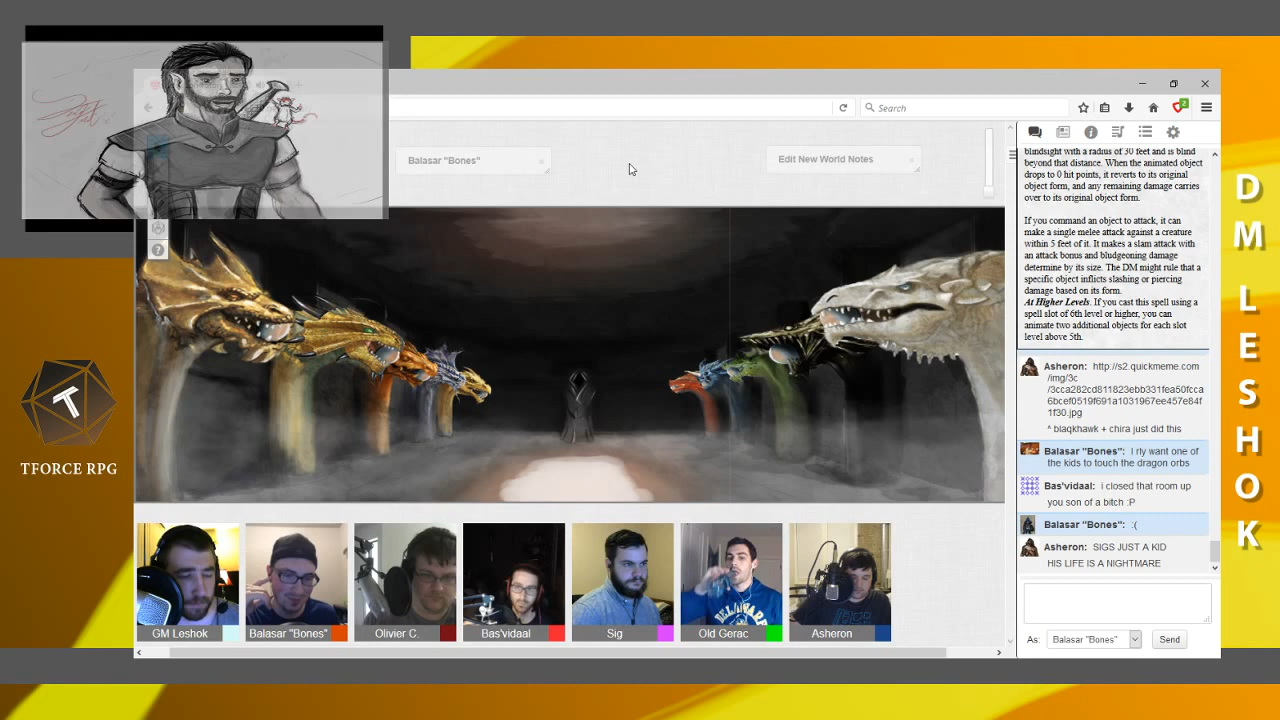 Search
2
Balasar "Bones"
Edit New World Notes
blindsight with a radius of 30 feet and is blind
beyond that distance. When the animated object
drops to 0 hit points, it reverts to its original
object form, and any remaining damage carries
over to its original object form.
If you command an object to attack, it can
make a single melee attack against a creature
within 5 feet of it. It makes a slam attack with
an attack bonus and bludgeoning damage
determine by its size. The DM might rule that a
specific object inflicts slashing or piercing
damage based on its form.
At Higher Levels. If you cast this spell using a
spell slot of 6th level or higher, you can
animate two additional objects for each slot
level above 5th.
Asheron: http://s2.quickmeme.com
/img/3c
/3cca282cd811823ebb331fea50fcca
6bcef0519f691a1031967ee457e84f
1f30.jpg
^ blaqkhawk + chira just did this
Balasar "Bones": I rly want one of
the kids to touch the dragon orbs
Bas'vidaal: i closed that room up
you son of a bitch :P
Balasar "Bones": :(
Asheron: SIGS JUST A KID
HIS LIFE IS A NIGHTMARE
As: Balasar "Bones" Send
T
TFORCE RPG
?
BELAWARE
GM Leshok
Balasar "Bones"
Olivier C.
Bas'vidaal
Sig
Old Gerac
Asheron
D
M
L
E
S
H
O
K